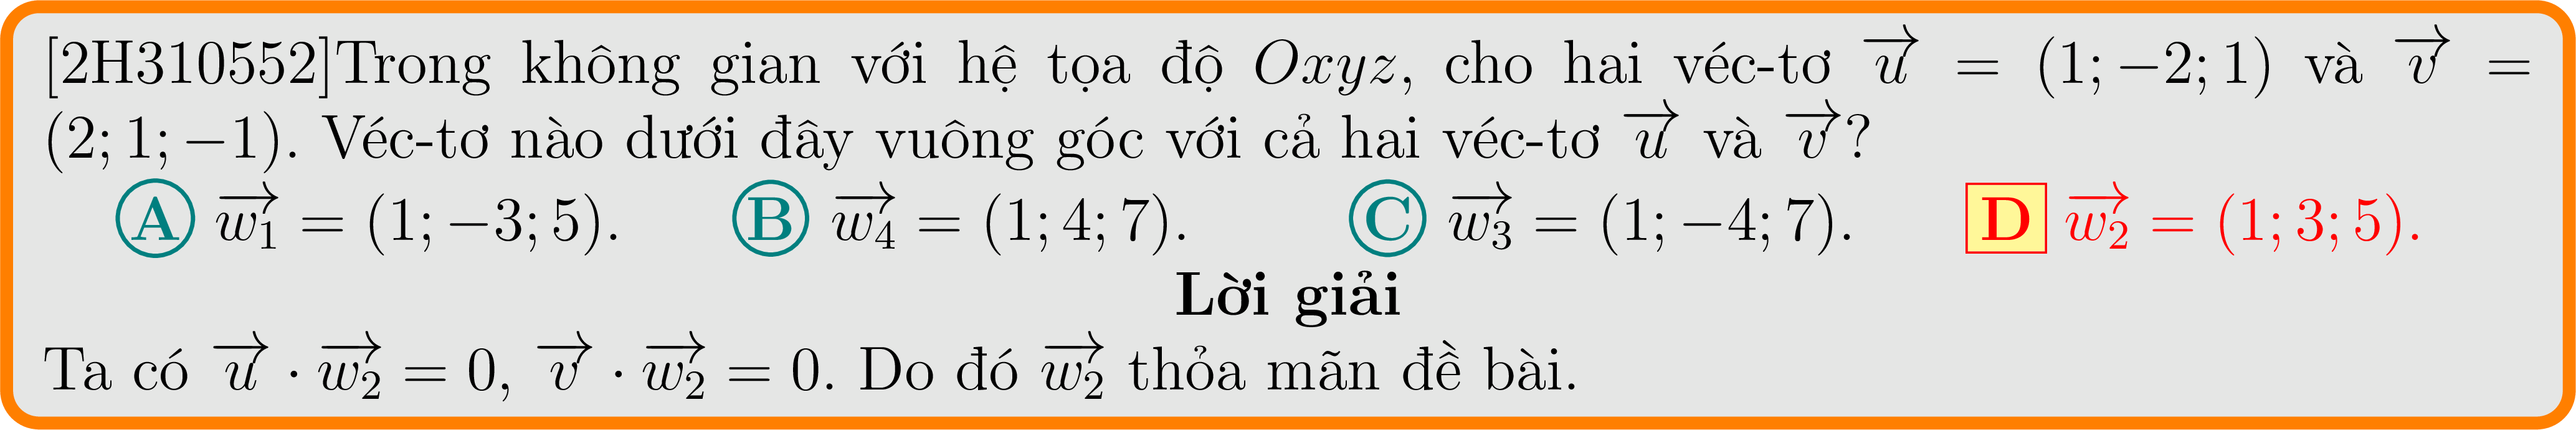 [2H310552]Trong không gian với hệ tọa độ Oxyz, cho hai véc-tơ $\overrightarrow{u}$ = (1; −2; 1) và $\overrightarrow{v}$ =
(2; 1; −1). Véc-tơ nào dưới đây vuông góc với cả hai véc-tơ $\overrightarrow{u}$ và $\overrightarrow{v}$?
A $\overrightarrow{w_1}$ = (1; −3; 5). B $\overrightarrow{w_4}$ = (1; 4; 7). C $\overrightarrow{w_3}$ = (1; −4; 7). D $\overrightarrow{w_2}$ = (1; 3; 5).
Lời giải
Ta có $\overrightarrow{u}$ · $\overrightarrow{w_2}$ = 0, $\overrightarrow{v}$ · $\overrightarrow{w_2}$ = 0. Do đó $\overrightarrow{w_2}$ thỏa mãn đề bài.